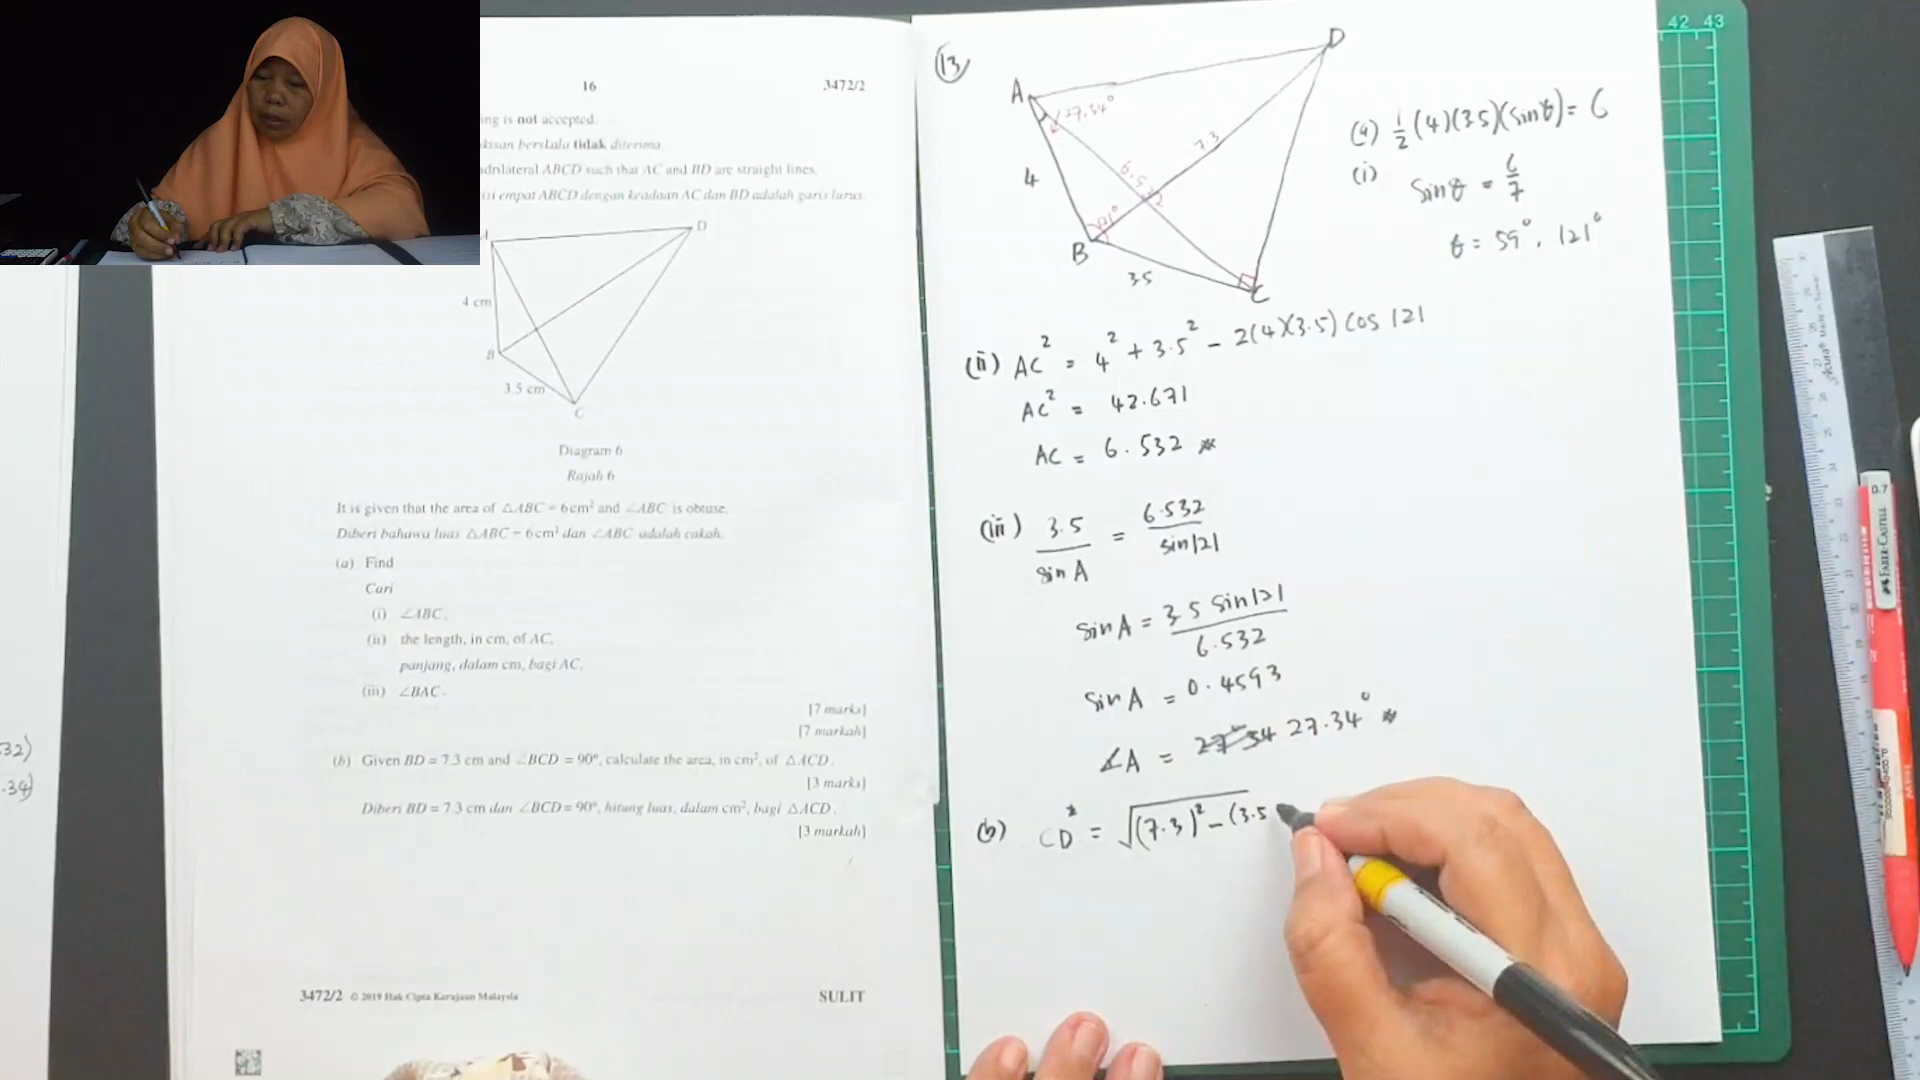 16 3472/2
ing is not accepted.
kisan berskala tidak diterima.
adrilateral ABCD such that AC and BD are straight lines.
isi empat ABCD dengan keadaan AC dan BD adalah garis lurus.
D
4 cm
B
3.5 cm
C
Diagram 6
Rajah 6
It is given that the area of △ABC = 6 cm² and ∠ABC is obtuse.
Diberi bahawa luas △ABC = 6 cm² dan ∠ABC adalah cakah.
(a) Find
Cari
(i) ∠ABC,
(ii) the length, in cm, of AC,
panjang, dalam cm, bagi AC,
(iii) ∠BAC.
[7 marks]
[7 markah]
(b) Given BD = 7.3 cm and ∠BCD = 90°, calculate the area, in cm², of △ACD.
[3 marks]
Diberi BD = 7.3 cm dan ∠BCD = 90°, hitung luas, dalam cm², bagi △ACD.
[3 markah]
3472/2 © 2019 Hak Cipta Kerajaan Malaysia SULIT
32)
.34)
13
A
D
27.34°
4
6.532
7.3
B
3.5
C
(a) 1/2 (4)(3.5)(sin θ) = 6
(i) sin θ = 6/7
θ = 59°, 121°
(ii) AC² = 4² + 3.5² - 2(4)(3.5) cos 121
AC² = 42.671
AC = 6.532
(iii) 3.5/sin A = 6.532/sin 121
sin A = 3.5 sin 121/6.532
sin A = 0.4593
∡A = 27.34 27.34°
(b) CD = √(7.3)² - (3.5
42 43
0.7
FABER-CASTELL